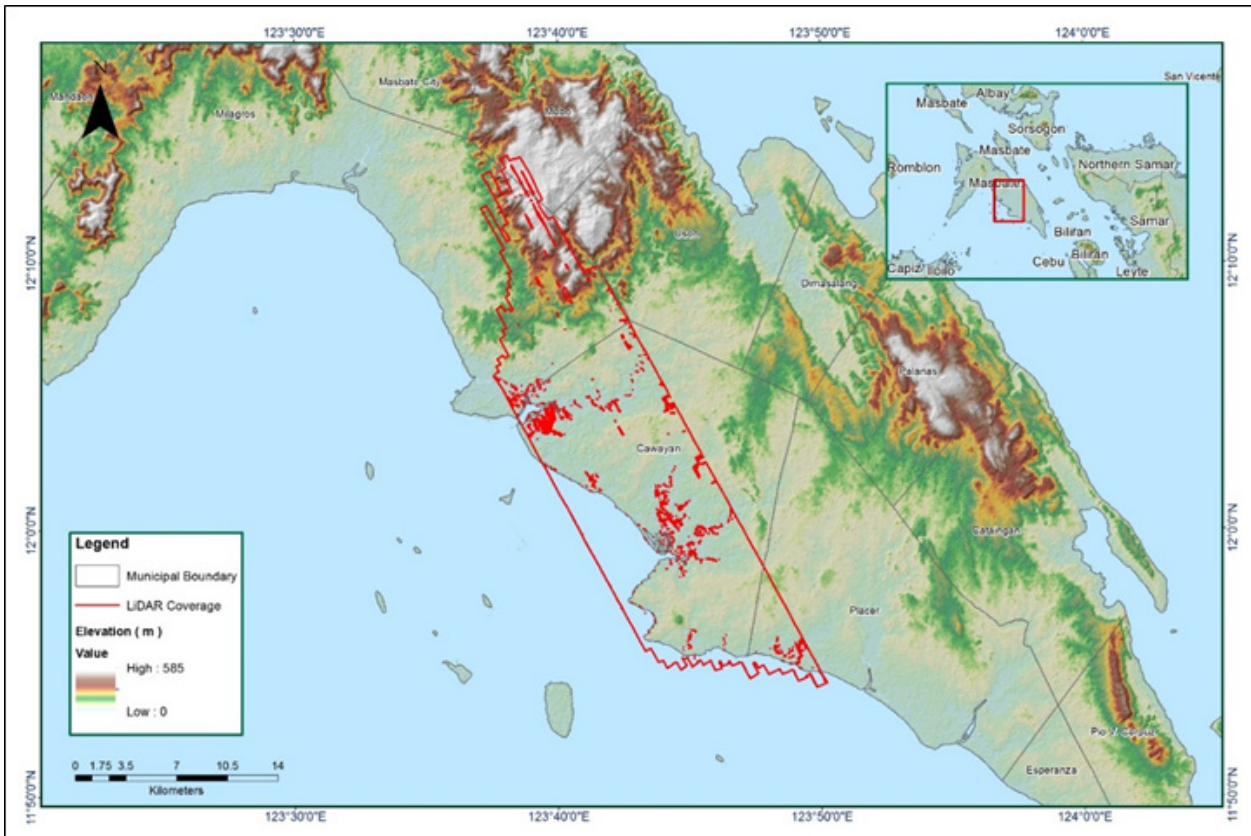 123°30'0"E
123°40'0"E
123°50'0"E
124°0'0"E
N
Mandaon
Milagros
Masbate City
Mobo
Uson
Dimasalang
Palanas
Cawayan
Cataingan
Placer
Pio V. Corpuz
Esperanza
San Vicente
Masbate
Albay
Sorsogon
Masbate
Romblon
Masbate
Northern Samar
Samar
Biliran
Capiz
Iloilo
Cebu
Biliran
Leyte
12°10'0"N
12°0'0"N
11°50'0"N
12°10'0"N
12°0'0"N
11°50'0"N
Legend
Municipal Boundary
LiDAR Coverage
Elevation ( m )
Value
High : 585
Low : 0
0 1.75 3.5 7 10.5 14
Kilometers
123°30'0"E
123°40'0"E
123°50'0"E
124°0'0"E